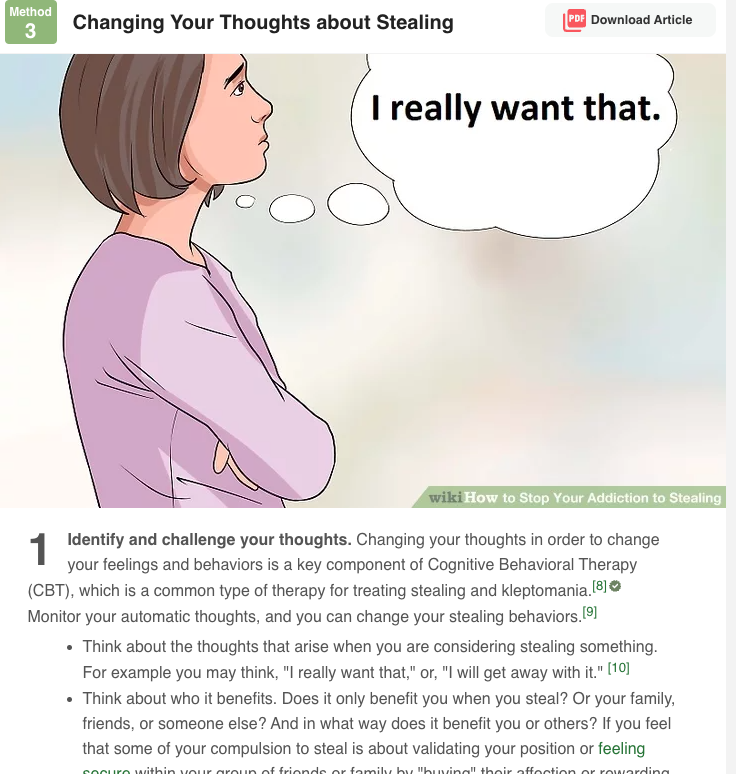 Method
3
Changing Your Thoughts about Stealing
PDF Download Article
I really want that.
wikiHow to Stop Your Addiction to Stealing
1 Identify and challenge your thoughts. Changing your thoughts in order to change
your feelings and behaviors is a key component of Cognitive Behavioral Therapy
(CBT), which is a common type of therapy for treating stealing and kleptomania.[8]
Monitor your automatic thoughts, and you can change your stealing behaviors.[9]
• Think about the thoughts that arise when you are considering stealing something.
For example you may think, "I really want that," or, "I will get away with it." [10]
• Think about who it benefits. Does it only benefit you when you steal? Or your family,
friends, or someone else? And in what way does it benefit you or others? If you feel
that some of your compulsion to steal is about validating your position or feeling
secure within your group of friends or family by "buying" their affection or rewarding